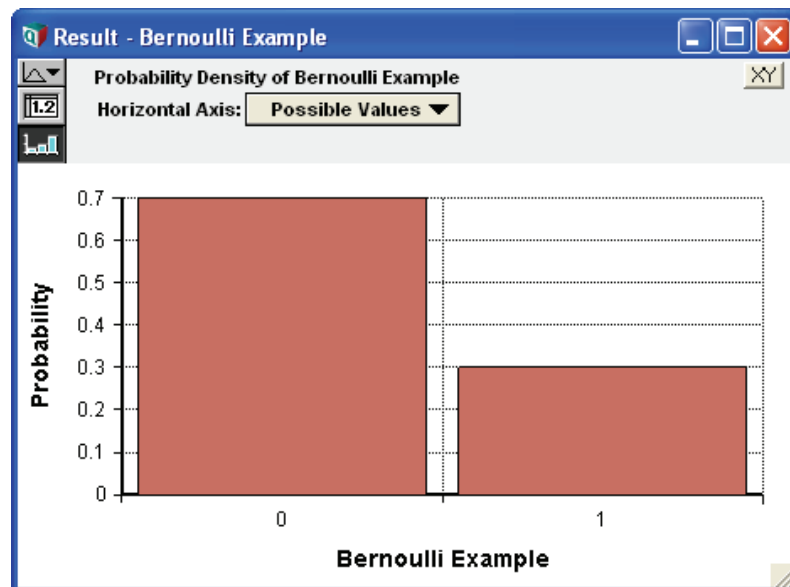 Result - Bernoulli Example
Probability Density of Bernoulli Example
XY
1.2
Horizontal Axis: Possible Values
0.7
0.6
0.5
0.4
0.3
0.2
0.1
0
Probability
0
1
Bernoulli Example